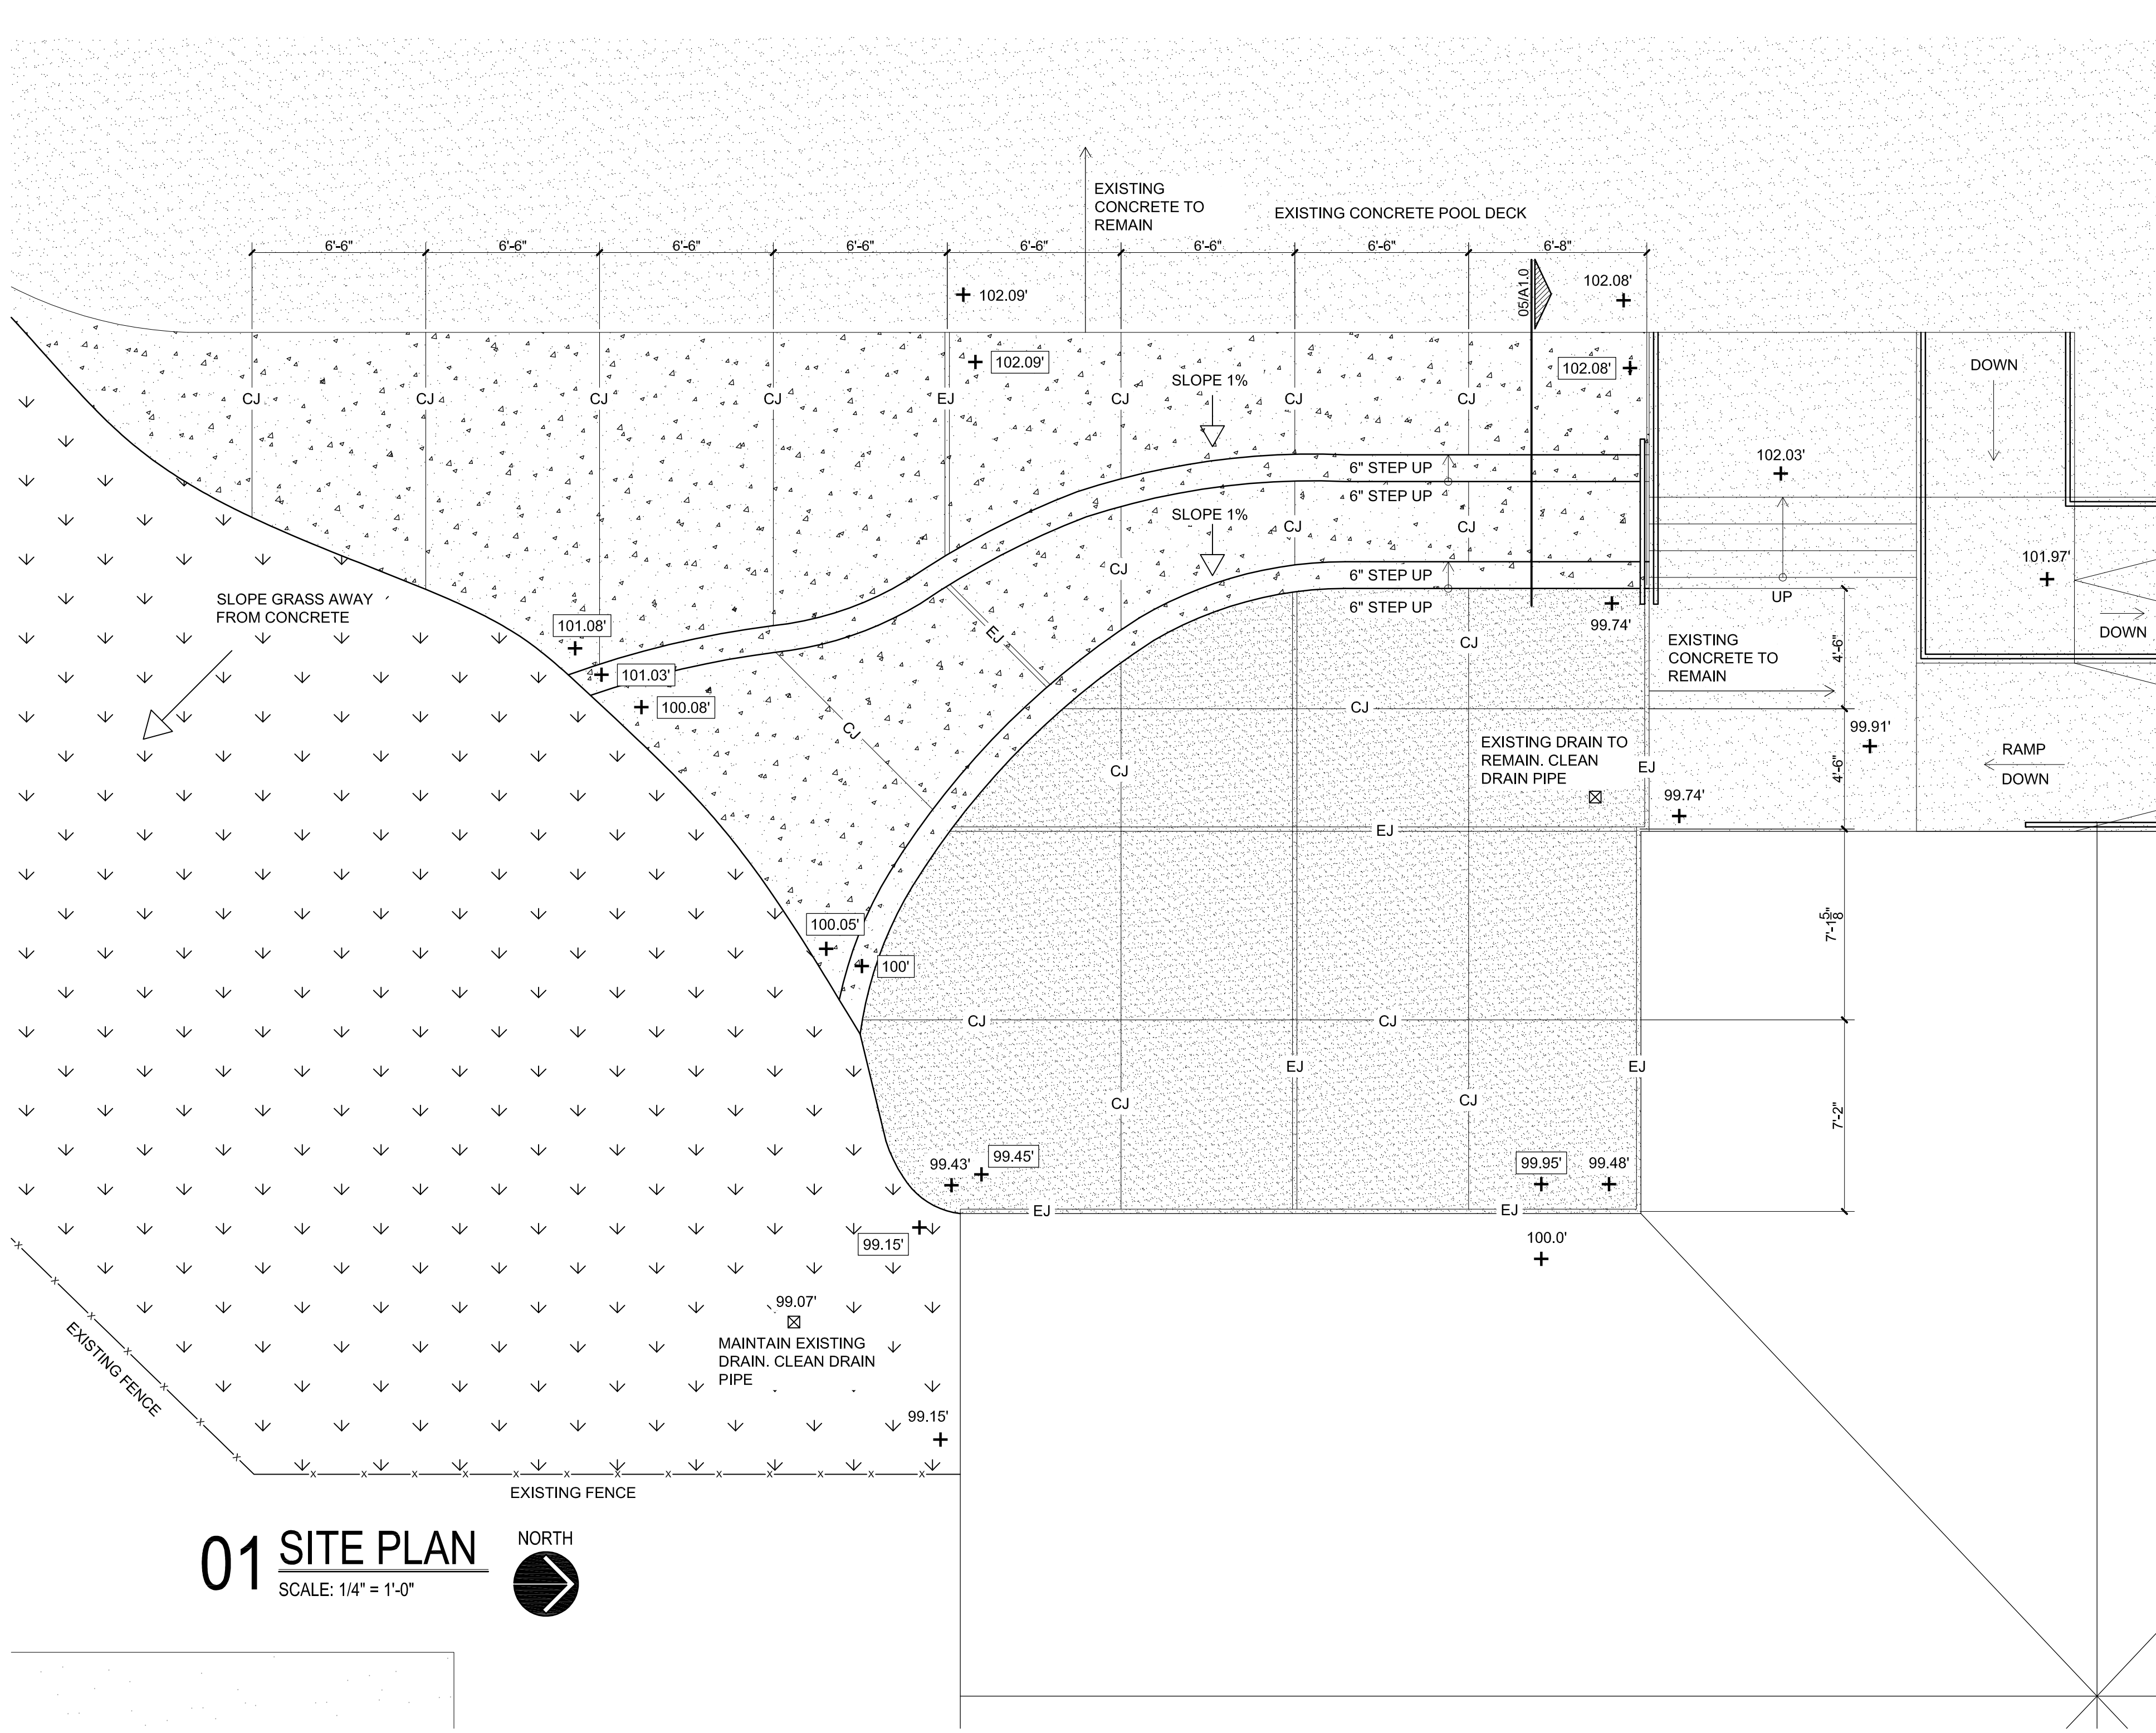 EXISTING
CONCRETE TO
REMAIN
EXISTING CONCRETE POOL DECK
6'-6"
6'-6"
6'-6"
6'-6"
6'-6"
6'-6"
6'-6"
6'-8"
05/A1.0
102.08'
102.09'
102.09'
102.08'
DOWN
SLOPE 1%
CJ
CJ
CJ
CJ
EJ
CJ
CJ
CJ
102.03'
6" STEP UP
6" STEP UP
SLOPE 1%
CJ
CJ
CJ
101.97'
6" STEP UP
6" STEP UP
UP
SLOPE GRASS AWAY
FROM CONCRETE
101.08'
99.74'
DOWN
EJ
CJ
EXISTING
CONCRETE TO
REMAIN
4'-6"
101.03'
100.08'
CJ
CJ
99.91'
EXISTING DRAIN TO
REMAIN. CLEAN
DRAIN PIPE
RAMP
DOWN
CJ
EJ
4'-6"
99.74'
EJ
100.05'
100'
7'-1 5/8"
CJ
CJ
EJ
EJ
CJ
CJ
7'-2"
99.43'
99.45'
99.95'
99.48'
EJ
EJ
99.15'
100.0'
99.07'
MAINTAIN EXISTING
DRAIN. CLEAN DRAIN
PIPE
EXISTING FENCE
99.15'
EXISTING FENCE
01 SITE PLAN
SCALE: 1/4" = 1'-0"
NORTH